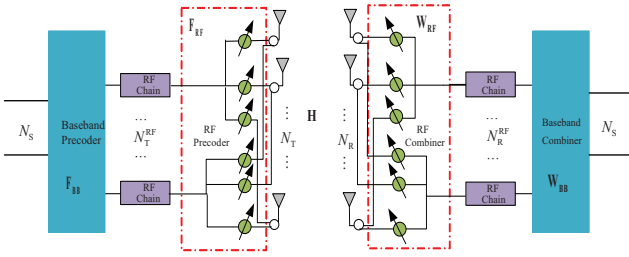 F_RF
W_RF
RF
Chain
RF
Chain
N_S
Baseband
Precoder
...
N_T^RF
...
RF
Precoder
⋮
N_T
⋮
H
⋮
N_R
⋮
RF
Combiner
...
N_R^RF
...
Baseband
Combiner
N_S
F_BB
RF
Chain
RF
Chain
W_BB